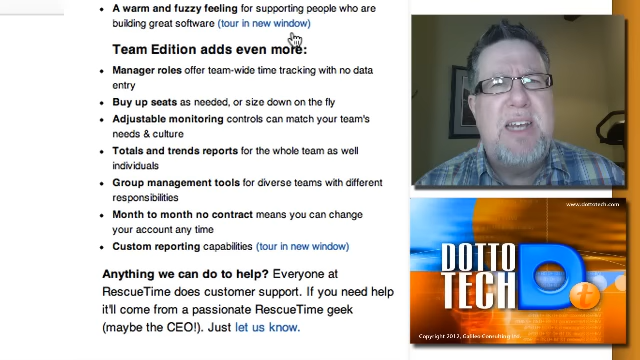 A warm and fuzzy feeling for supporting people who are
building great software (tour in new window)
Team Edition adds even more:
Manager roles offer team-wide time tracking with no data
entry
Buy up seats as needed, or size down on the fly
Adjustable monitoring controls can match your team's
needs & culture
Totals and trends reports for the whole team as well
individuals
Group management tools for diverse teams with different
responsibilities
Month to month no contract means you can change
your account any time
Custom reporting capabilities (tour in new window)
Anything we can do to help? Everyone at
RescueTime does customer support. If you need help
it'll come from a passionate RescueTime geek
(maybe the CEO!). Just let us know.
www.dottotech.com
DOTTO
TECH
D
t
Copyright 2012, Galileo Consulting Inc.